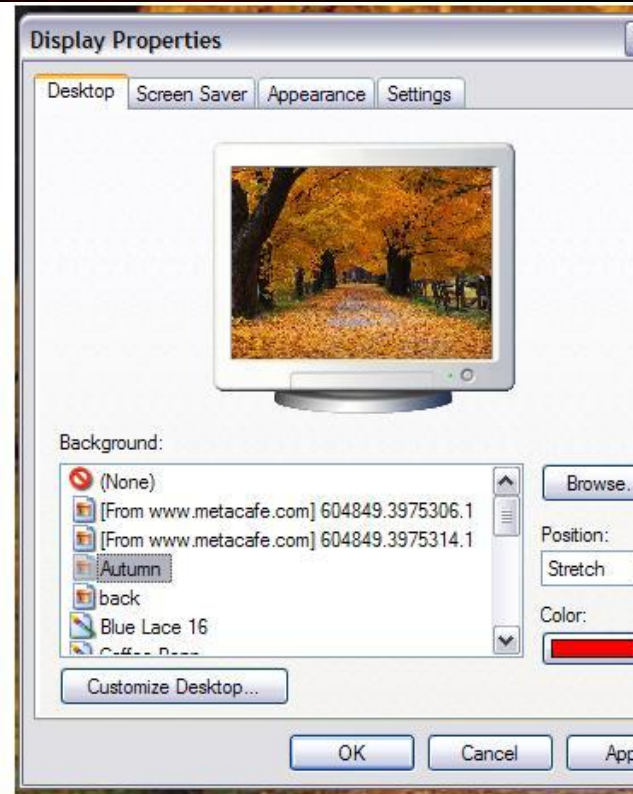 Display Properties
Desktop Screen Saver Appearance Settings
Background:
(None)
[From www.metacafe.com] 604849.3975306.1
[From www.metacafe.com] 604849.3975314.1
Autumn
back
Blue Lace 16
Browse..
Position:
Stretch
Color:
Customize Desktop...
OK Cancel App